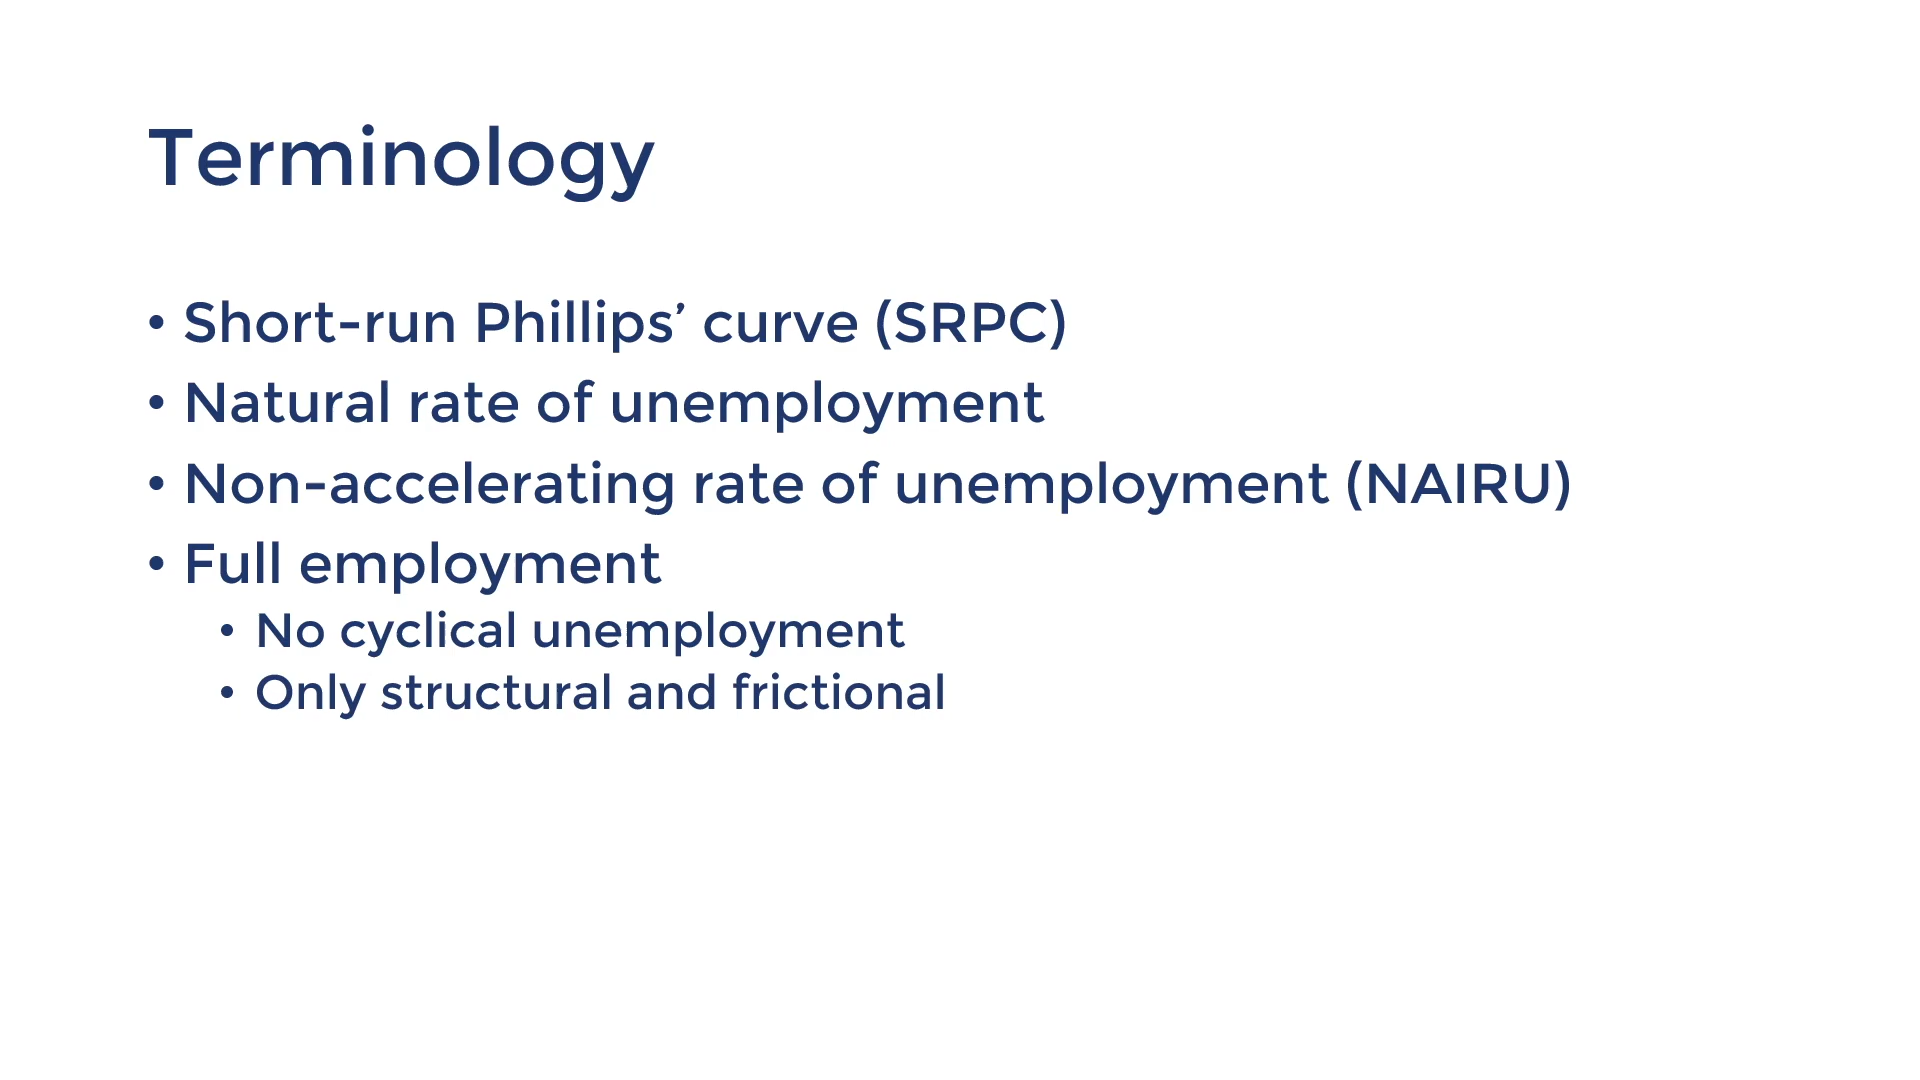 Terminology
• Short-run Phillips’ curve (SRPC)
• Natural rate of unemployment
• Non-accelerating rate of unemployment (NAIRU)
• Full employment
• No cyclical unemployment
• Only structural and frictional